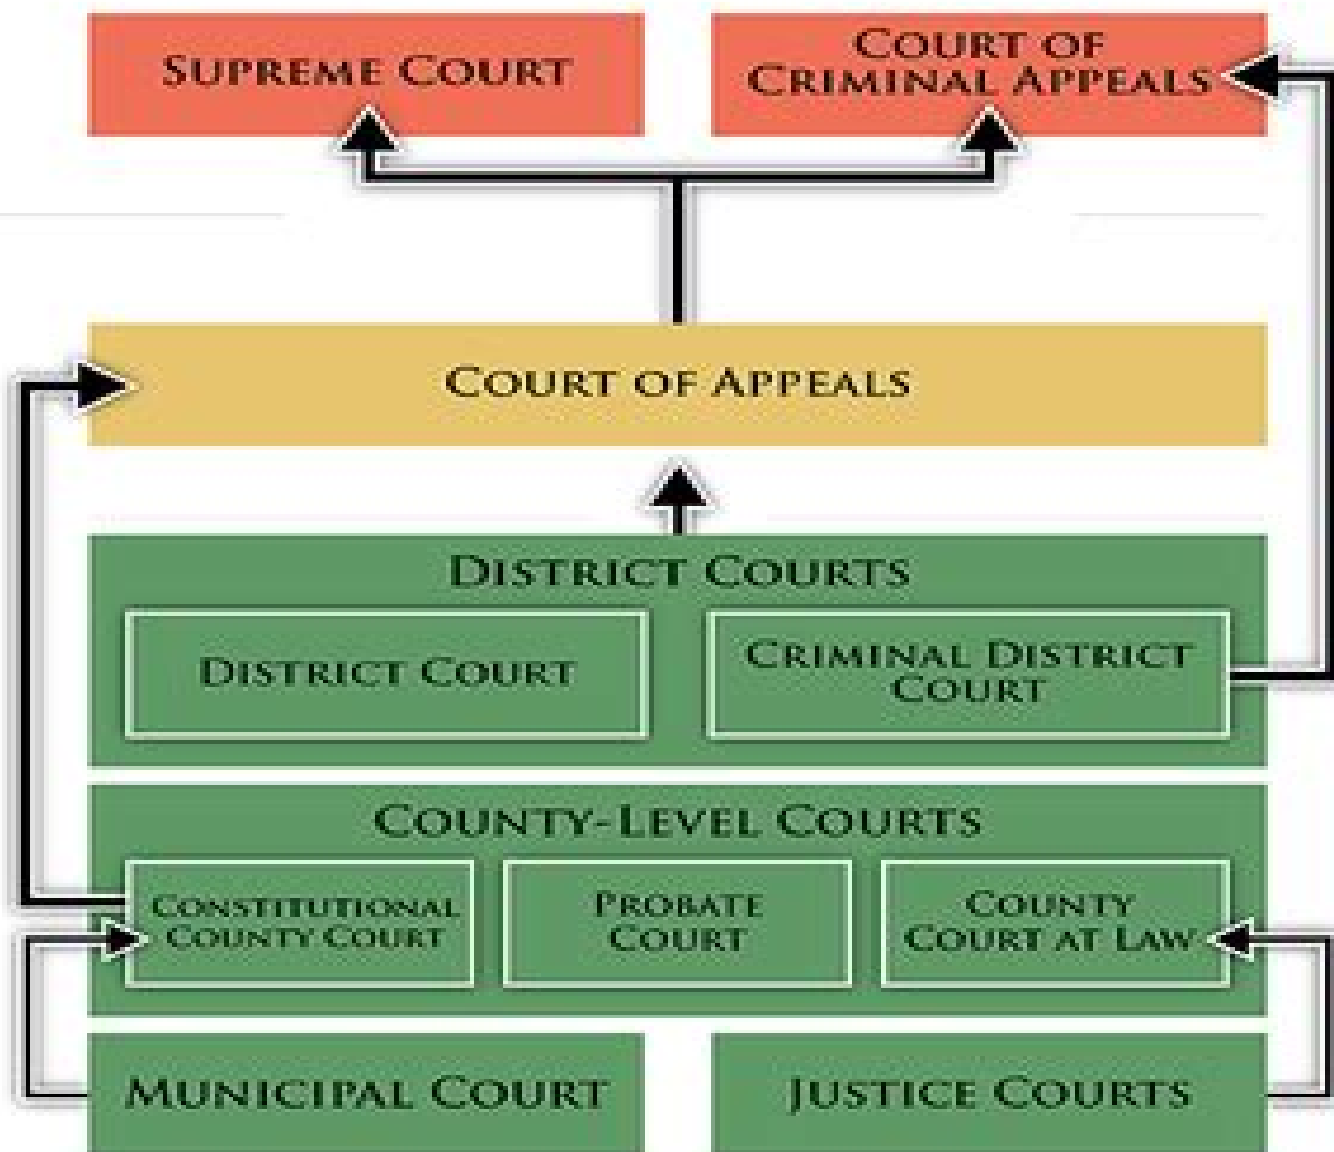 SUPREME COURT
COURT OF
CRIMINAL APPEALS
COURT OF APPEALS
DISTRICT COURTS
DISTRICT COURT
CRIMINAL DISTRICT
COURT
COUNTY-LEVEL COURTS
CONSTITUTIONAL
COUNTY COURT
PROBATE
COURT
COUNTY
COURT AT LAW
MUNICIPAL COURT
JUSTICE COURTS